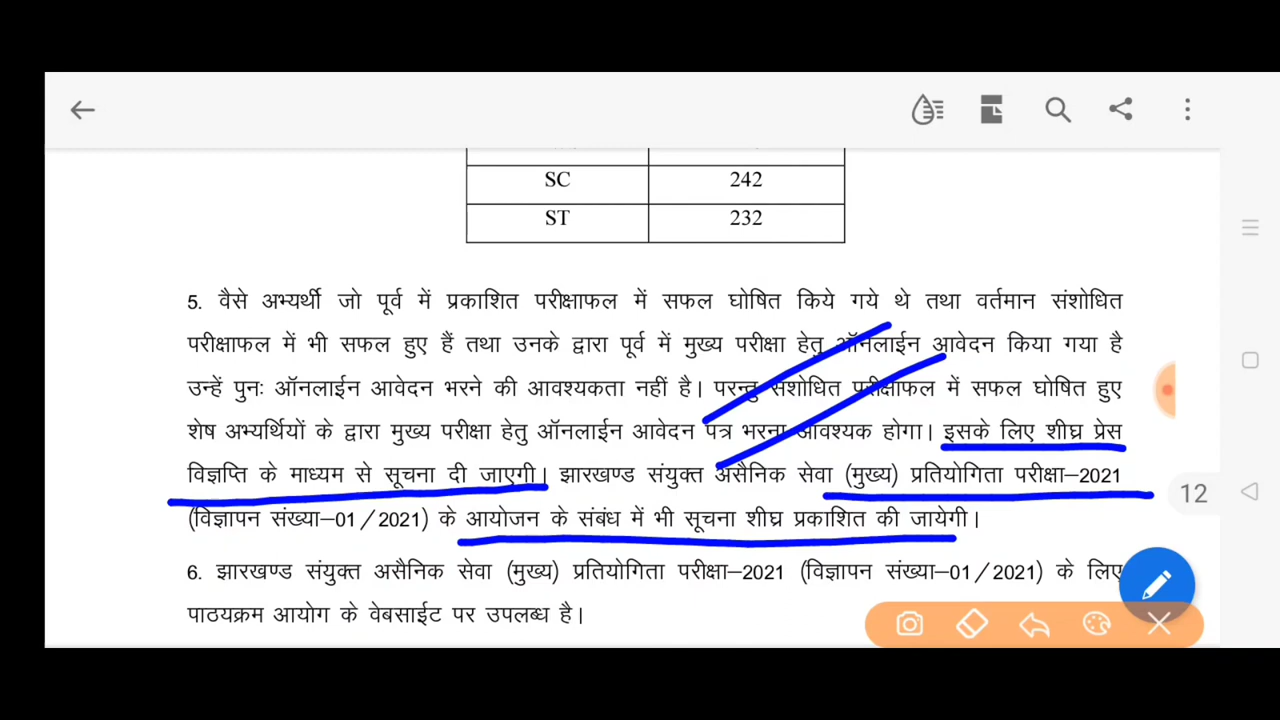 SC 242
ST 232
5. वैसे अभ्यर्थी जो पूर्व में प्रकाशित परीक्षाफल में सफल घोषित किये गये थे तथा वर्तमान संशोधित
परीक्षाफल में भी सफल हुए हैं तथा उनके द्वारा पूर्व में मुख्य परीक्षा हेतु ऑनलाईन आवेदन किया गया है
उन्हें पुनः ऑनलाईन आवेदन भरने की आवश्यकता नहीं है। परन्तु संशोधित परीक्षाफल में सफल घोषित हुए
शेष अभ्यर्थियों के द्वारा मुख्य परीक्षा हेतु ऑनलाईन आवेदन पत्र भरना आवश्यक होगा। इसके लिए शीघ्र प्रेस
विज्ञप्ति के माध्यम से सूचना दी जाएगी। झारखण्ड संयुक्त असैनिक सेवा (मुख्य) प्रतियोगिता परीक्षा–2021
(विज्ञापन संख्या–01/2021) के आयोजन के संबंध में भी सूचना शीघ्र प्रकाशित की जायेगी।
12
6. झारखण्ड संयुक्त असैनिक सेवा (मुख्य) प्रतियोगिता परीक्षा–2021 (विज्ञापन संख्या–01/2021) के लिए
पाठयक्रम आयोग के वेबसाईट पर उपलब्ध है।